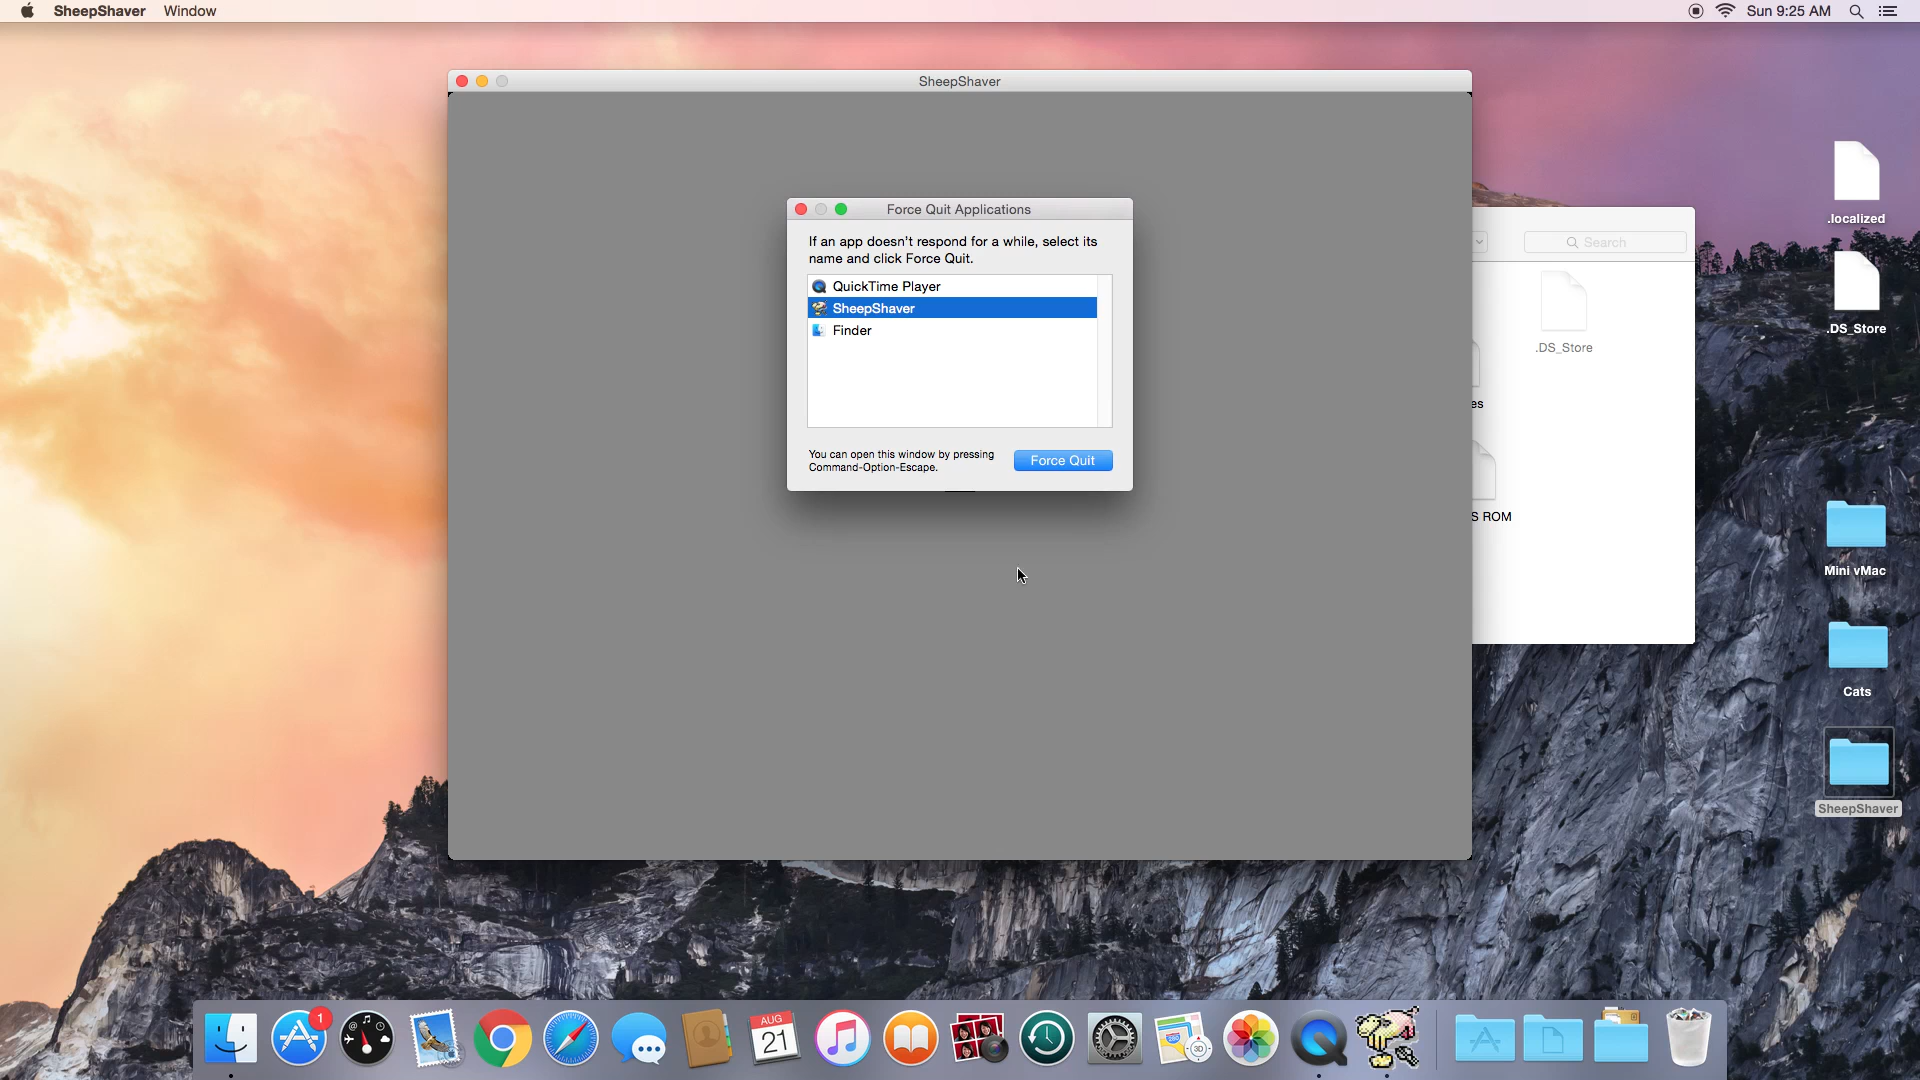 SheepShaver Window
Sun 9:25 AM
SheepShaver
Force Quit Applications
If an app doesn't respond for a while, select its
name and click Force Quit.
QuickTime Player
SheepShaver
Finder
You can open this window by pressing
Command-Option-Escape.
Force Quit
Search
.DS_Store
es
S ROM
.localized
.DS_Store
Mini vMac
Cats
SheepShaver
1
AUG
21
3D